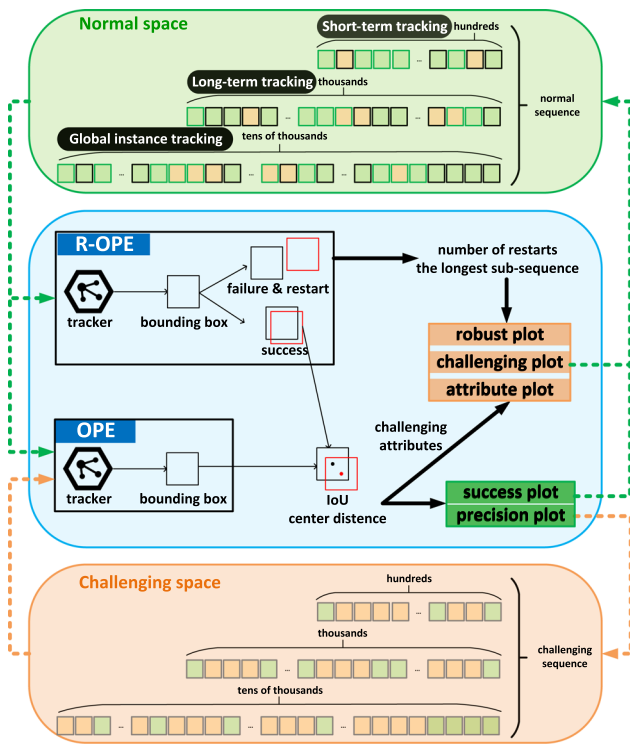 Normal space
Short-term tracking
hundreds
...
Long-term tracking
thousands
...
...
normal
sequence
Global instance tracking
tens of thousands
...
...
...
R-OPE
tracker
bounding box
failure & restart
success
number of restarts
the longest sub-sequence
robust plot
challenging plot
attribute plot
OPE
tracker
bounding box
IoU
center distence
challenging
attributes
success plot
precision plot
Challenging space
hundreds
...
thousands
...
...
challenging
sequence
tens of thousands
...
...
...